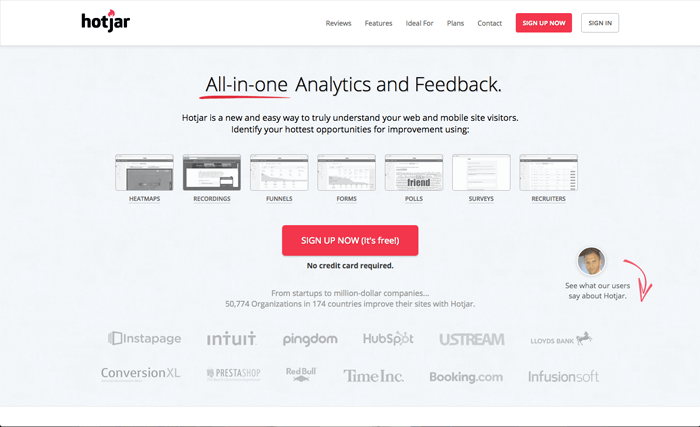 hotjar
Reviews Features Ideal For Plans Contact SIGN UP NOW SIGN IN
All-in-one Analytics and Feedback.
Hotjar is a new and easy way to truly understand your web and mobile site visitors.
Identify your hottest opportunities for improvement using:
friend
HEATMAPS RECORDINGS FUNNELS FORMS POLLS SURVEYS RECRUITERS
SIGN UP NOW (It's free!)
No credit card required.
See what our users
say about Hotjar.
From startups to million-dollar companies...
50,774 Organizations in 174 countries improve their sites with Hotjar.
Instapage intuit pingdom HubSpot USTREAM LLOYDS BANK
ConversionXL PRESTASHOP Red Bull Time Inc. Booking.com Infusionsoft